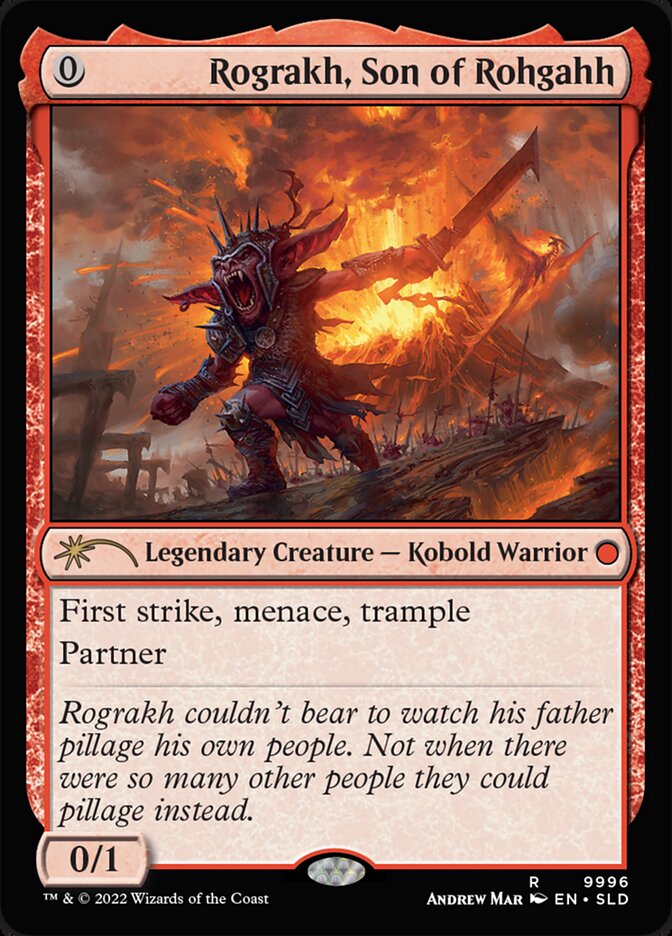 0 Rograkh, Son of Rohgahh
Legendary Creature — Kobold Warrior
First strike, menace, trample
Partner
Rograkh couldn't bear to watch his father
pillage his own people. Not when there
were so many other people they could
pillage instead.
0/1
R 9996
™ & © 2022 Wizards of the Coast Andrew Mar EN • SLD